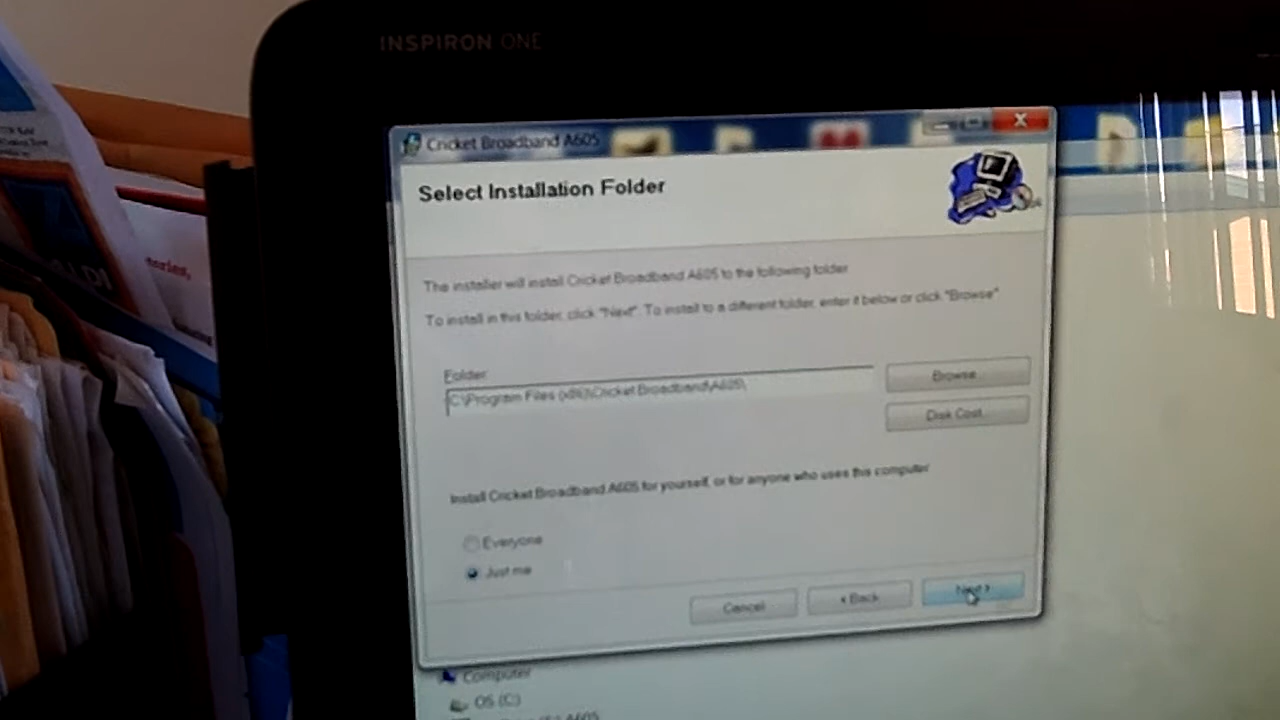 INSPIRON ONE
Cricket Broadband A605
Select Installation Folder
The installer will install Cricket Broadband A605 to the following folder.
To install in this folder, click "Next". To install to a different folder, enter it below or click "Browse".
Folder:
C:\Program Files (x86)\Cricket Broadband\A605\
Browse...
Disk Cost...
Install Cricket Broadband A605 for yourself, or for anyone who uses this computer:
Everyone
Just me
Cancel
< Back
Next >
Computer
OS (C:)
A605
ALDI